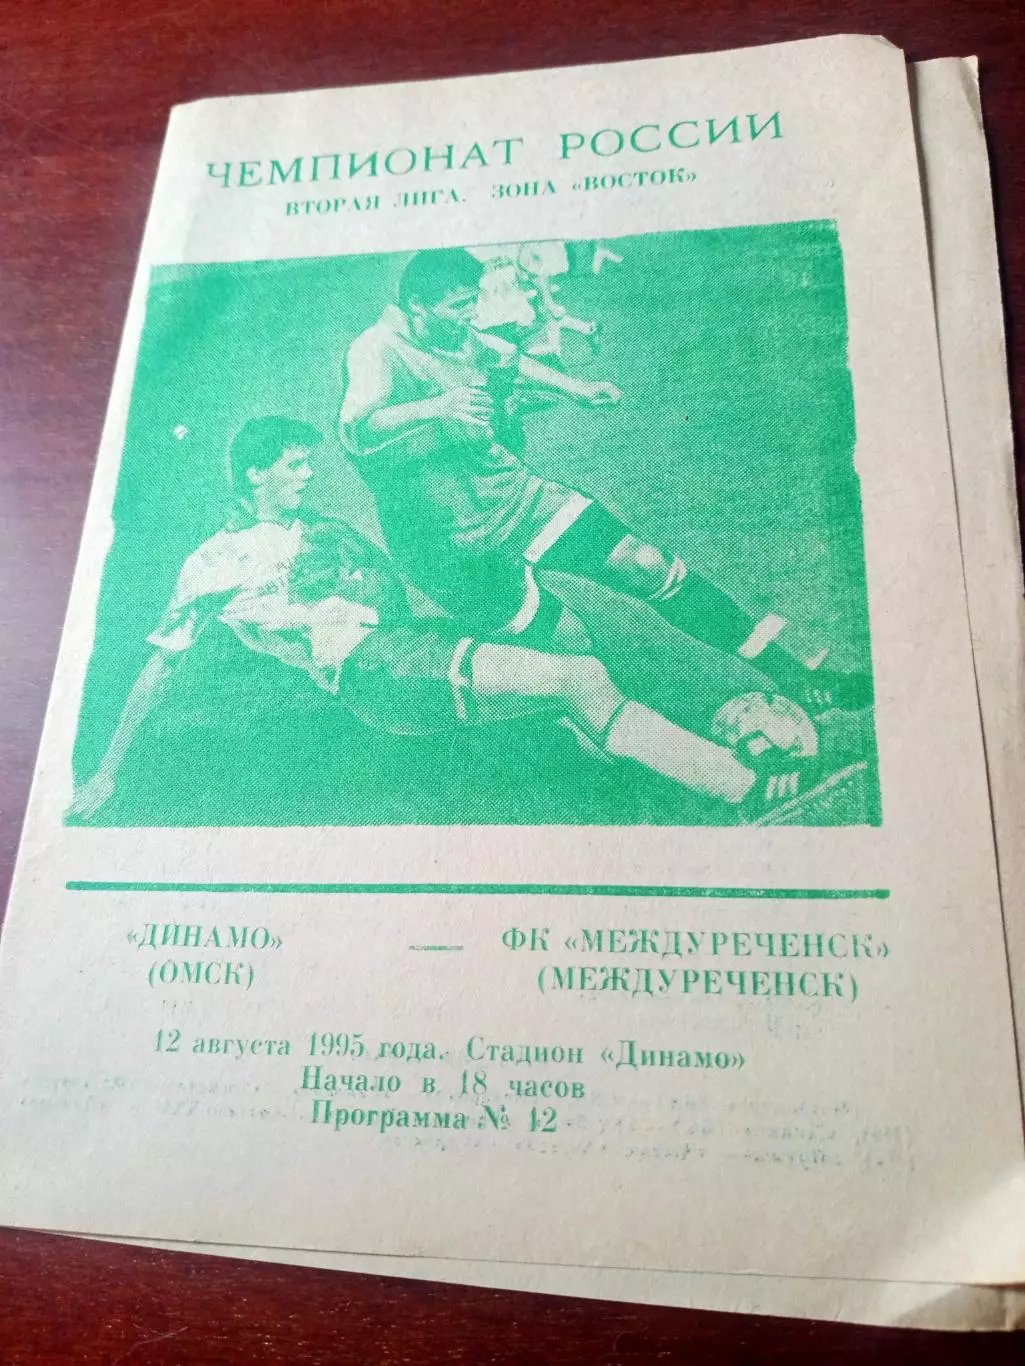 ЧЕМПИОНАТ РОССИИ
ВТОРАЯ ЛИГА. ЗОНА «ВОСТОК»
«ДИНАМО» — ФК «МЕЖДУРЕЧЕНСК»
(ОМСК) (МЕЖДУРЕЧЕНСК)
12 августа 1995 года. Стадион «Динамо»
Начало в 18 часов
Программа № 12